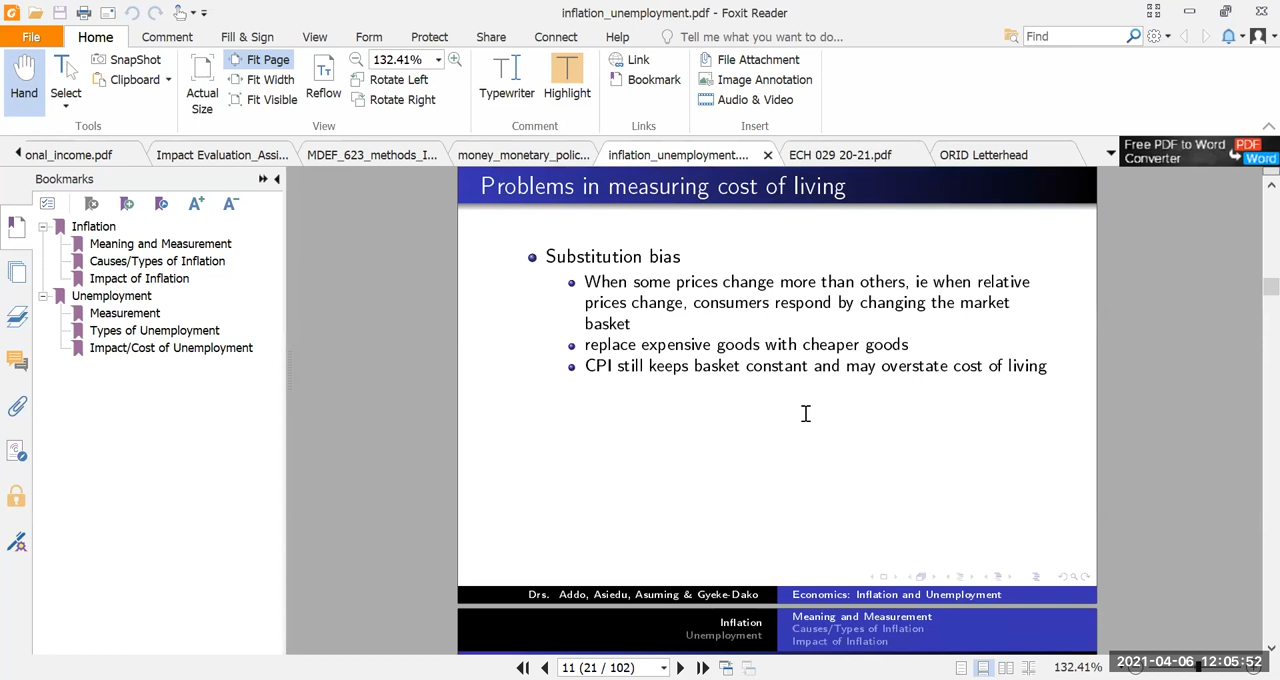 inflation_unemployment.pdf - Foxit Reader
File Home Comment Fill & Sign View Form Protect Share Connect Help Tell me what you want to do... Find
Hand
Select
SnapShot
Clipboard
Tools
Actual Size
Fit Page
Fit Width
Fit Visible
Reflow
132.41%
Rotate Left
Rotate Right
View
Typewriter
Highlight
Comment
Link
Bookmark
Links
File Attachment
Image Annotation
Audio & Video
Insert
onal_income.pdf Impact Evaluation_Assi... MDEF_623_methods_I... money_monetary_polic... inflation_unemployment.... ECH 029 20-21.pdf ORID Letterhead
Free PDF to Word
Converter
PDF
Word
Bookmarks
Inflation
Meaning and Measurement
Causes/Types of Inflation
Impact of Inflation
Unemployment
Measurement
Types of Unemployment
Impact/Cost of Unemployment
Problems in measuring cost of living
Substitution bias
When some prices change more than others, ie when relative
prices change, consumers respond by changing the market
basket
replace expensive goods with cheaper goods
CPI still keeps basket constant and may overstate cost of living
Drs. Addo, Asiedu, Asuming & Gyeke-Dako Economics: Inflation and Unemployment
Inflation
Unemployment
Meaning and Measurement
Causes/Types of Inflation
Impact of Inflation
11 (21 / 102)
132.41%
2021-04-06 12:05:52